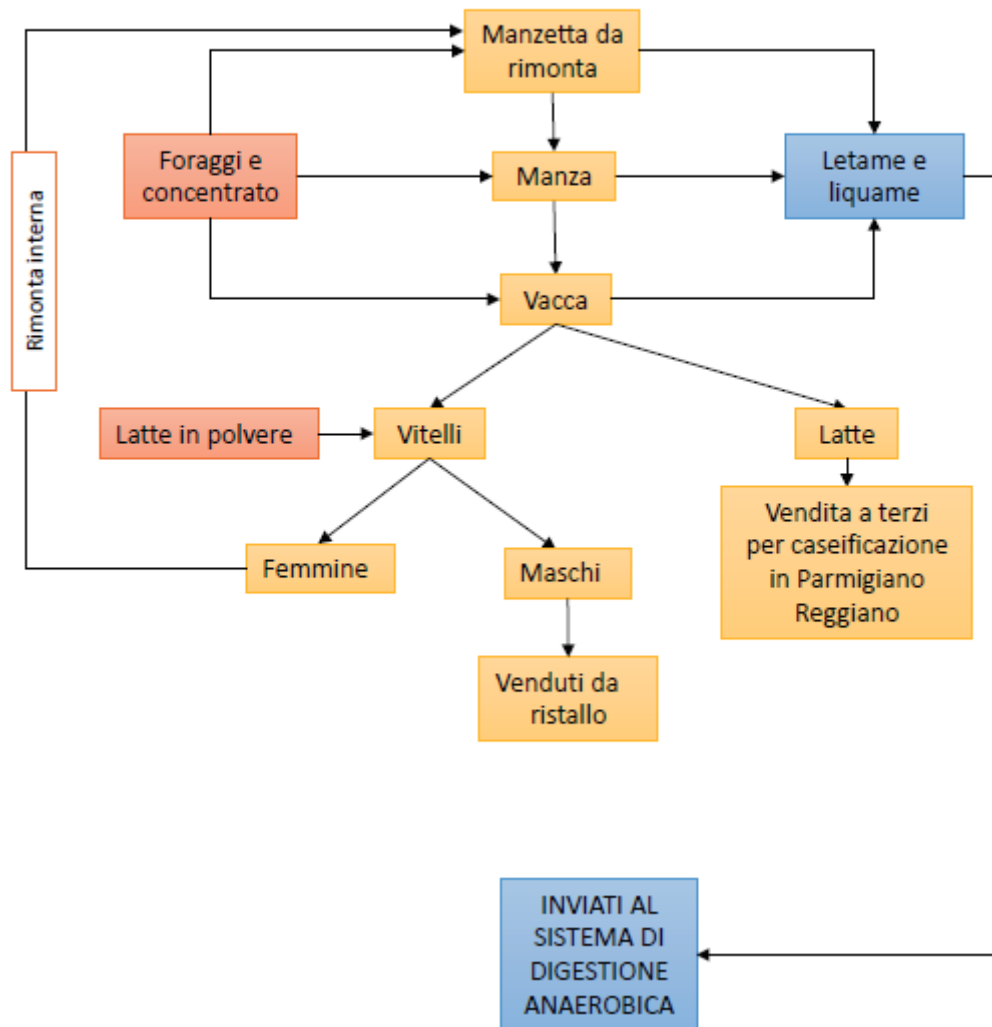 Manzetta da
rimonta
Foraggi e
concentrato
Manza
Letame e
liquame
Rimonta interna
Vacca
Latte in polvere
Vitelli
Latte
Femmine
Maschi
Vendita a terzi
per caseificazione
in Parmigiano
Reggiano
Venduti da
ristallo
INVIATI AL
SISTEMA DI
DIGESTIONE
ANAEROBICA